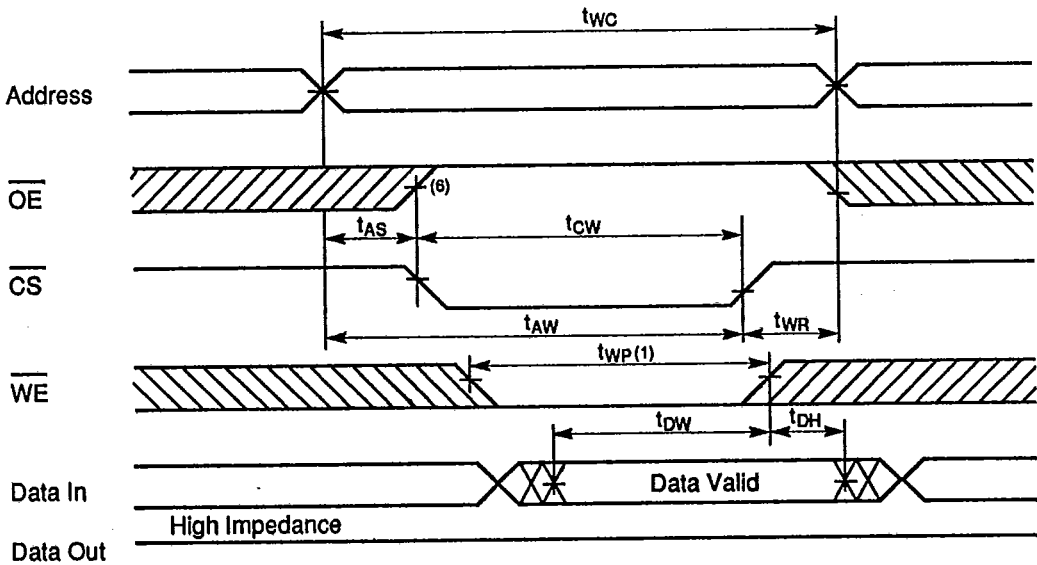 tWC
Address
OE
(6)
tAS
tCW
CS
tAW
tWR
tWP(1)
WE
tDW
tDH
Data In
Data Valid
High Impedance
Data Out